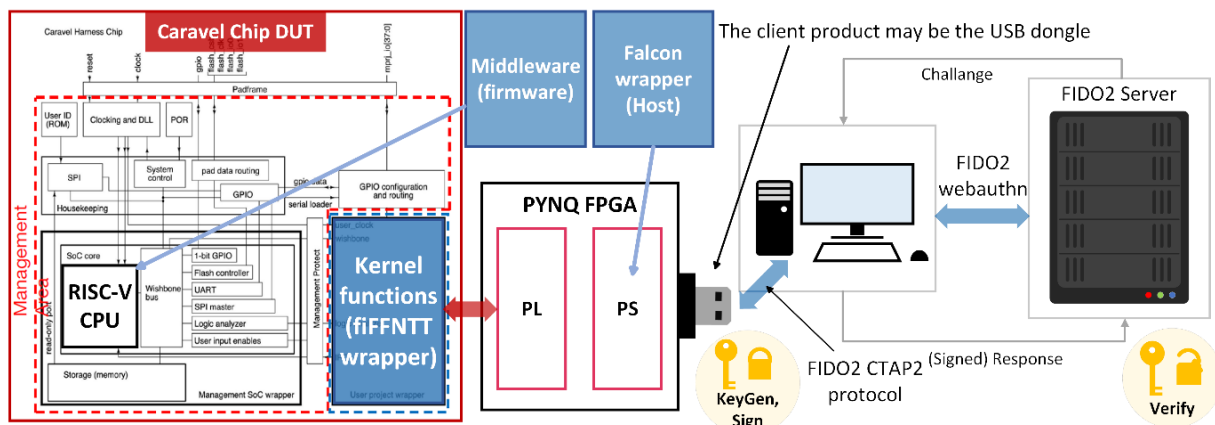 Caravel Harness Chip
Caravel Chip DUT
reset
clock
gpio
mprj_io[37:0]
Padframe
User ID
(ROM)
Clocking and DLL
POR
SPI
System
control
pad data routing
GPIO
Housekeeping
gpio data
serial loader
GPIO configuration
and routing
Management
Area
read-only port
SoC core
RISC-V
CPU
Wishbone
bus
1-bit GPIO
Flash controller
UART
SPI master
Logic analyzer
User input enables
Management Protect
user_clock
wishbone
Storage (memory)
Management SoC wrapper
Kernel
functions
(fiFFNTT
wrapper)
User project wrapper
Middleware
(firmware)
Falcon
wrapper
(Host)
PYNQ FPGA
PL
PS
The client product may be the USB dongle
Challange
FIDO2 Server
FIDO2
webauthn
(Signed) Response
FIDO2 CTAP2
protocol
KeyGen,
Sign
Verify